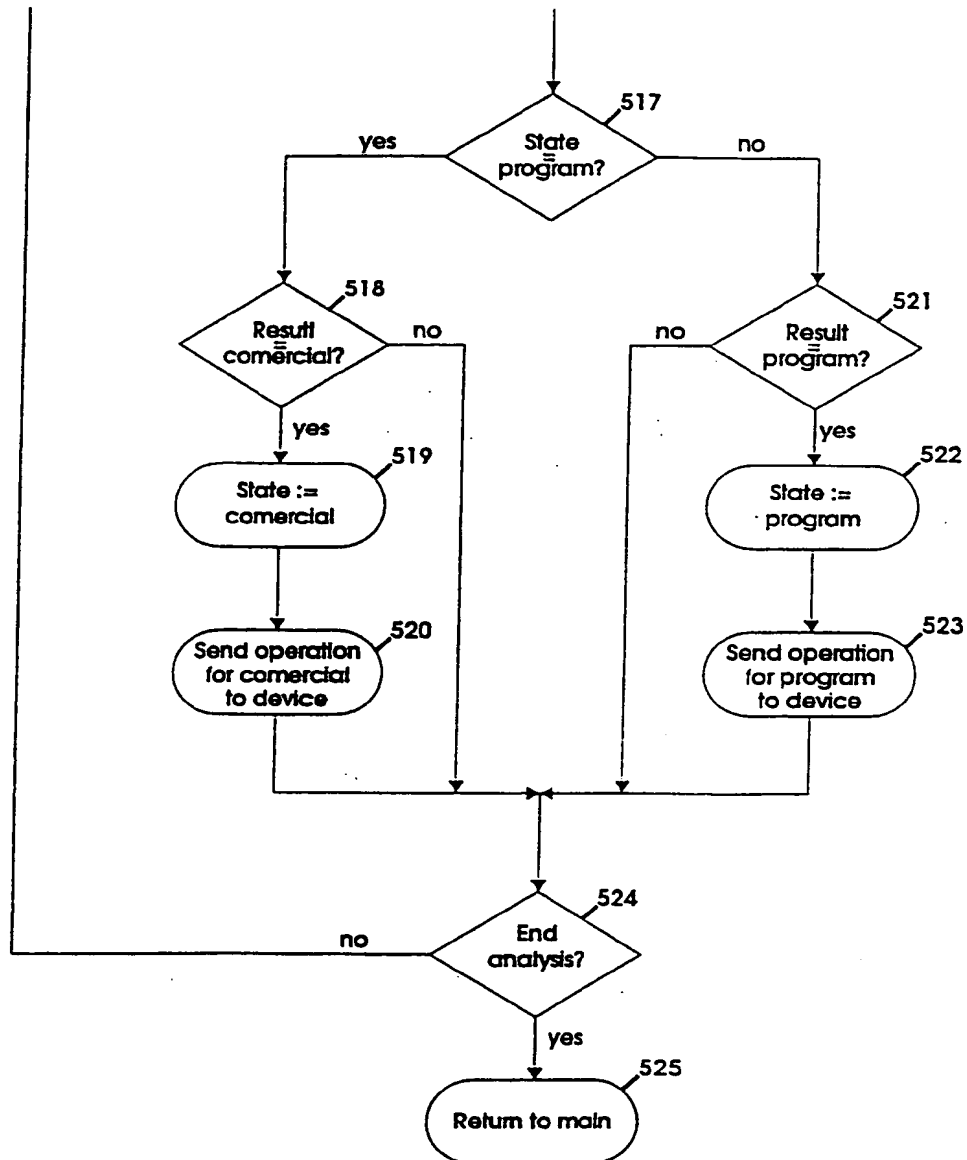 517
State
=
program?
yes
no
518
Result
=
comercial?
no
yes
519
State :=
comercial
520
Send operation
for comercial
to device
521
Result
=
program?
no
yes
522
State :=
program
523
Send operation
for program
to device
524
End
analysis?
no
yes
525
Return to main